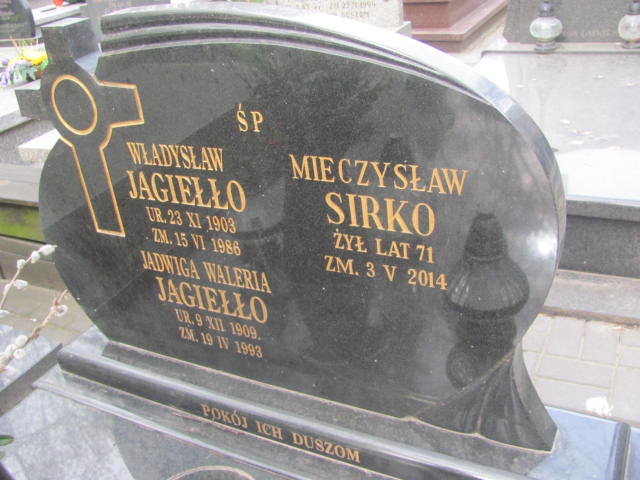 ŚP
WŁADYSŁAW
JAGIEŁŁO
UR. 23 XI 1903
ZM. 15 VI 1986
JADWIGA WALERIA
JAGIEŁŁO
UR. 9 XII 1909.
ZM. 19 IV 1993
MIECZYSŁAW
SIRKO
ŻYŁ LAT 71
ZM. 3 V 2014
POKÓJ ICH DUSZOM